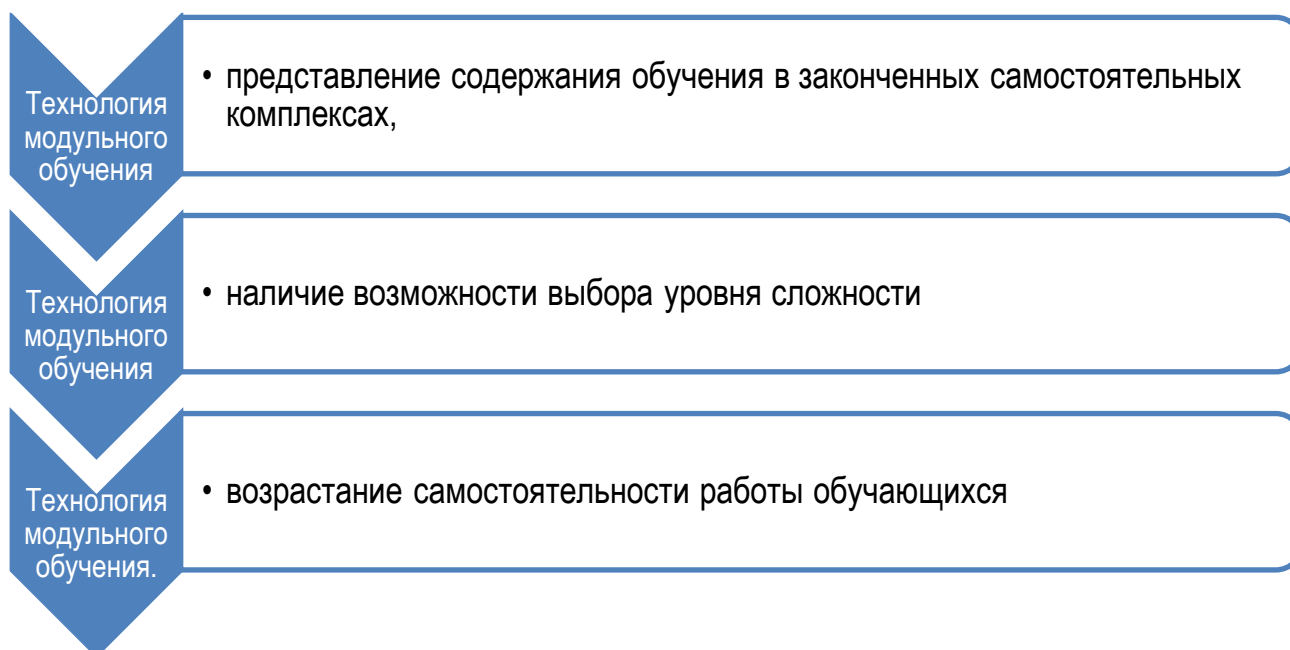 Технология
модульного
обучения
• представление содержания обучения в законченных самостоятельных
комплексах,
Технология
модульного
обучения
• наличие возможности выбора уровня сложности
Технология
модульного
обучения.
• возрастание самостоятельности работы обучающихся